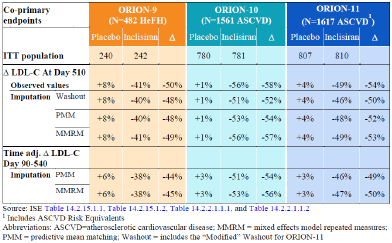 Co-primary endpoints ORION-9 (N=482 HeFH) ORION-10 (N=1561 ASCVD) ORION-11 (N=1617 ASCVD¹)
Placebo Inclisiran Δ Placebo Inclisiran Δ Placebo Inclisiran Δ
ITT population 240 242 780 781 807 810
Δ LDL-C At Day 510
Observed values +8% -41% -50% +1% -56% -58% +4% -49% -54%
Imputation Washout +8% -40% -48% +1% -51% -52% +4% -46% -50%
PMM +8% -40% -48% +1% -53% -54% +4% -48% -52%
MMRM +8% -41% -49% +1% -56% -57% +4% -49% -53%
Time adj. Δ LDL-C Day 90-540
Imputation PMM +6% -38% -44% +3% -51% -54% +3% -46% -49%
MMRM +6% -38% -45% +3% -53% -56% +3% -47% -50%
Source: ISE Table 14.2.15.1.1, Table 14.2.15.1.2, Table 14.2.2.1.1.1, and Table 14.2.2.1.1.2
¹ Includes ASCVD Risk Equivalents
Abbreviations: ASCVD=atherosclerotic cardiovascular disease; MMRM = mixed effects model repeated measures;
PMM = predictive mean matching; Washout = includes the "Modified" Washout for ORION-11